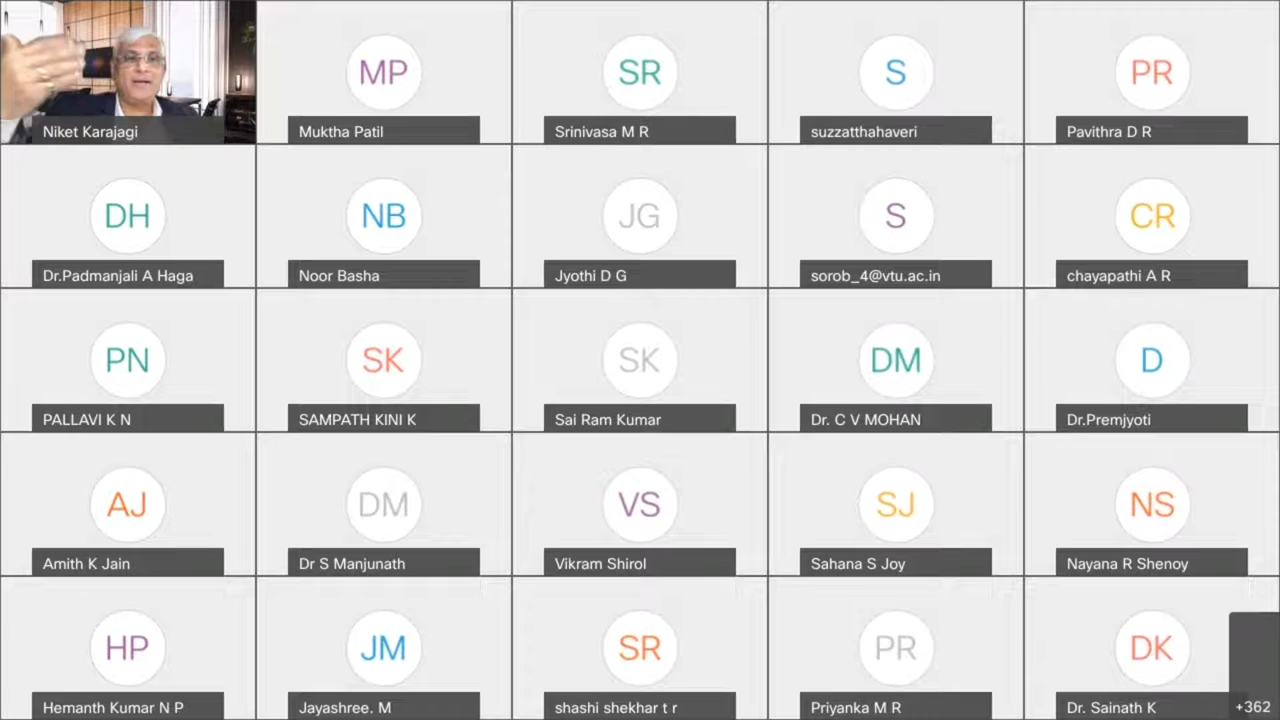 Niket Karajagi
MP
Muktha Patil
SR
Srinivasa M R
S
suzzatthahaveri
PR
Pavithra D R
DH
Dr.Padmanjali A Haga
NB
Noor Basha
JG
Jyothi D G
S
sorob_4@vtu.ac.in
CR
chayapathi A R
PN
PALLAVI K N
SK
SAMPATH KINI K
SK
Sai Ram Kumar
DM
Dr. C V MOHAN
D
Dr.Premjyoti
AJ
Amith K Jain
DM
Dr S Manjunath
VS
Vikram Shirol
SJ
Sahana S Joy
NS
Nayana R Shenoy
HP
Hemanth Kumar N P
JM
Jayashree. M
SR
shashi shekhar t r
PR
Priyanka M R
DK
Dr. Sainath K
+362